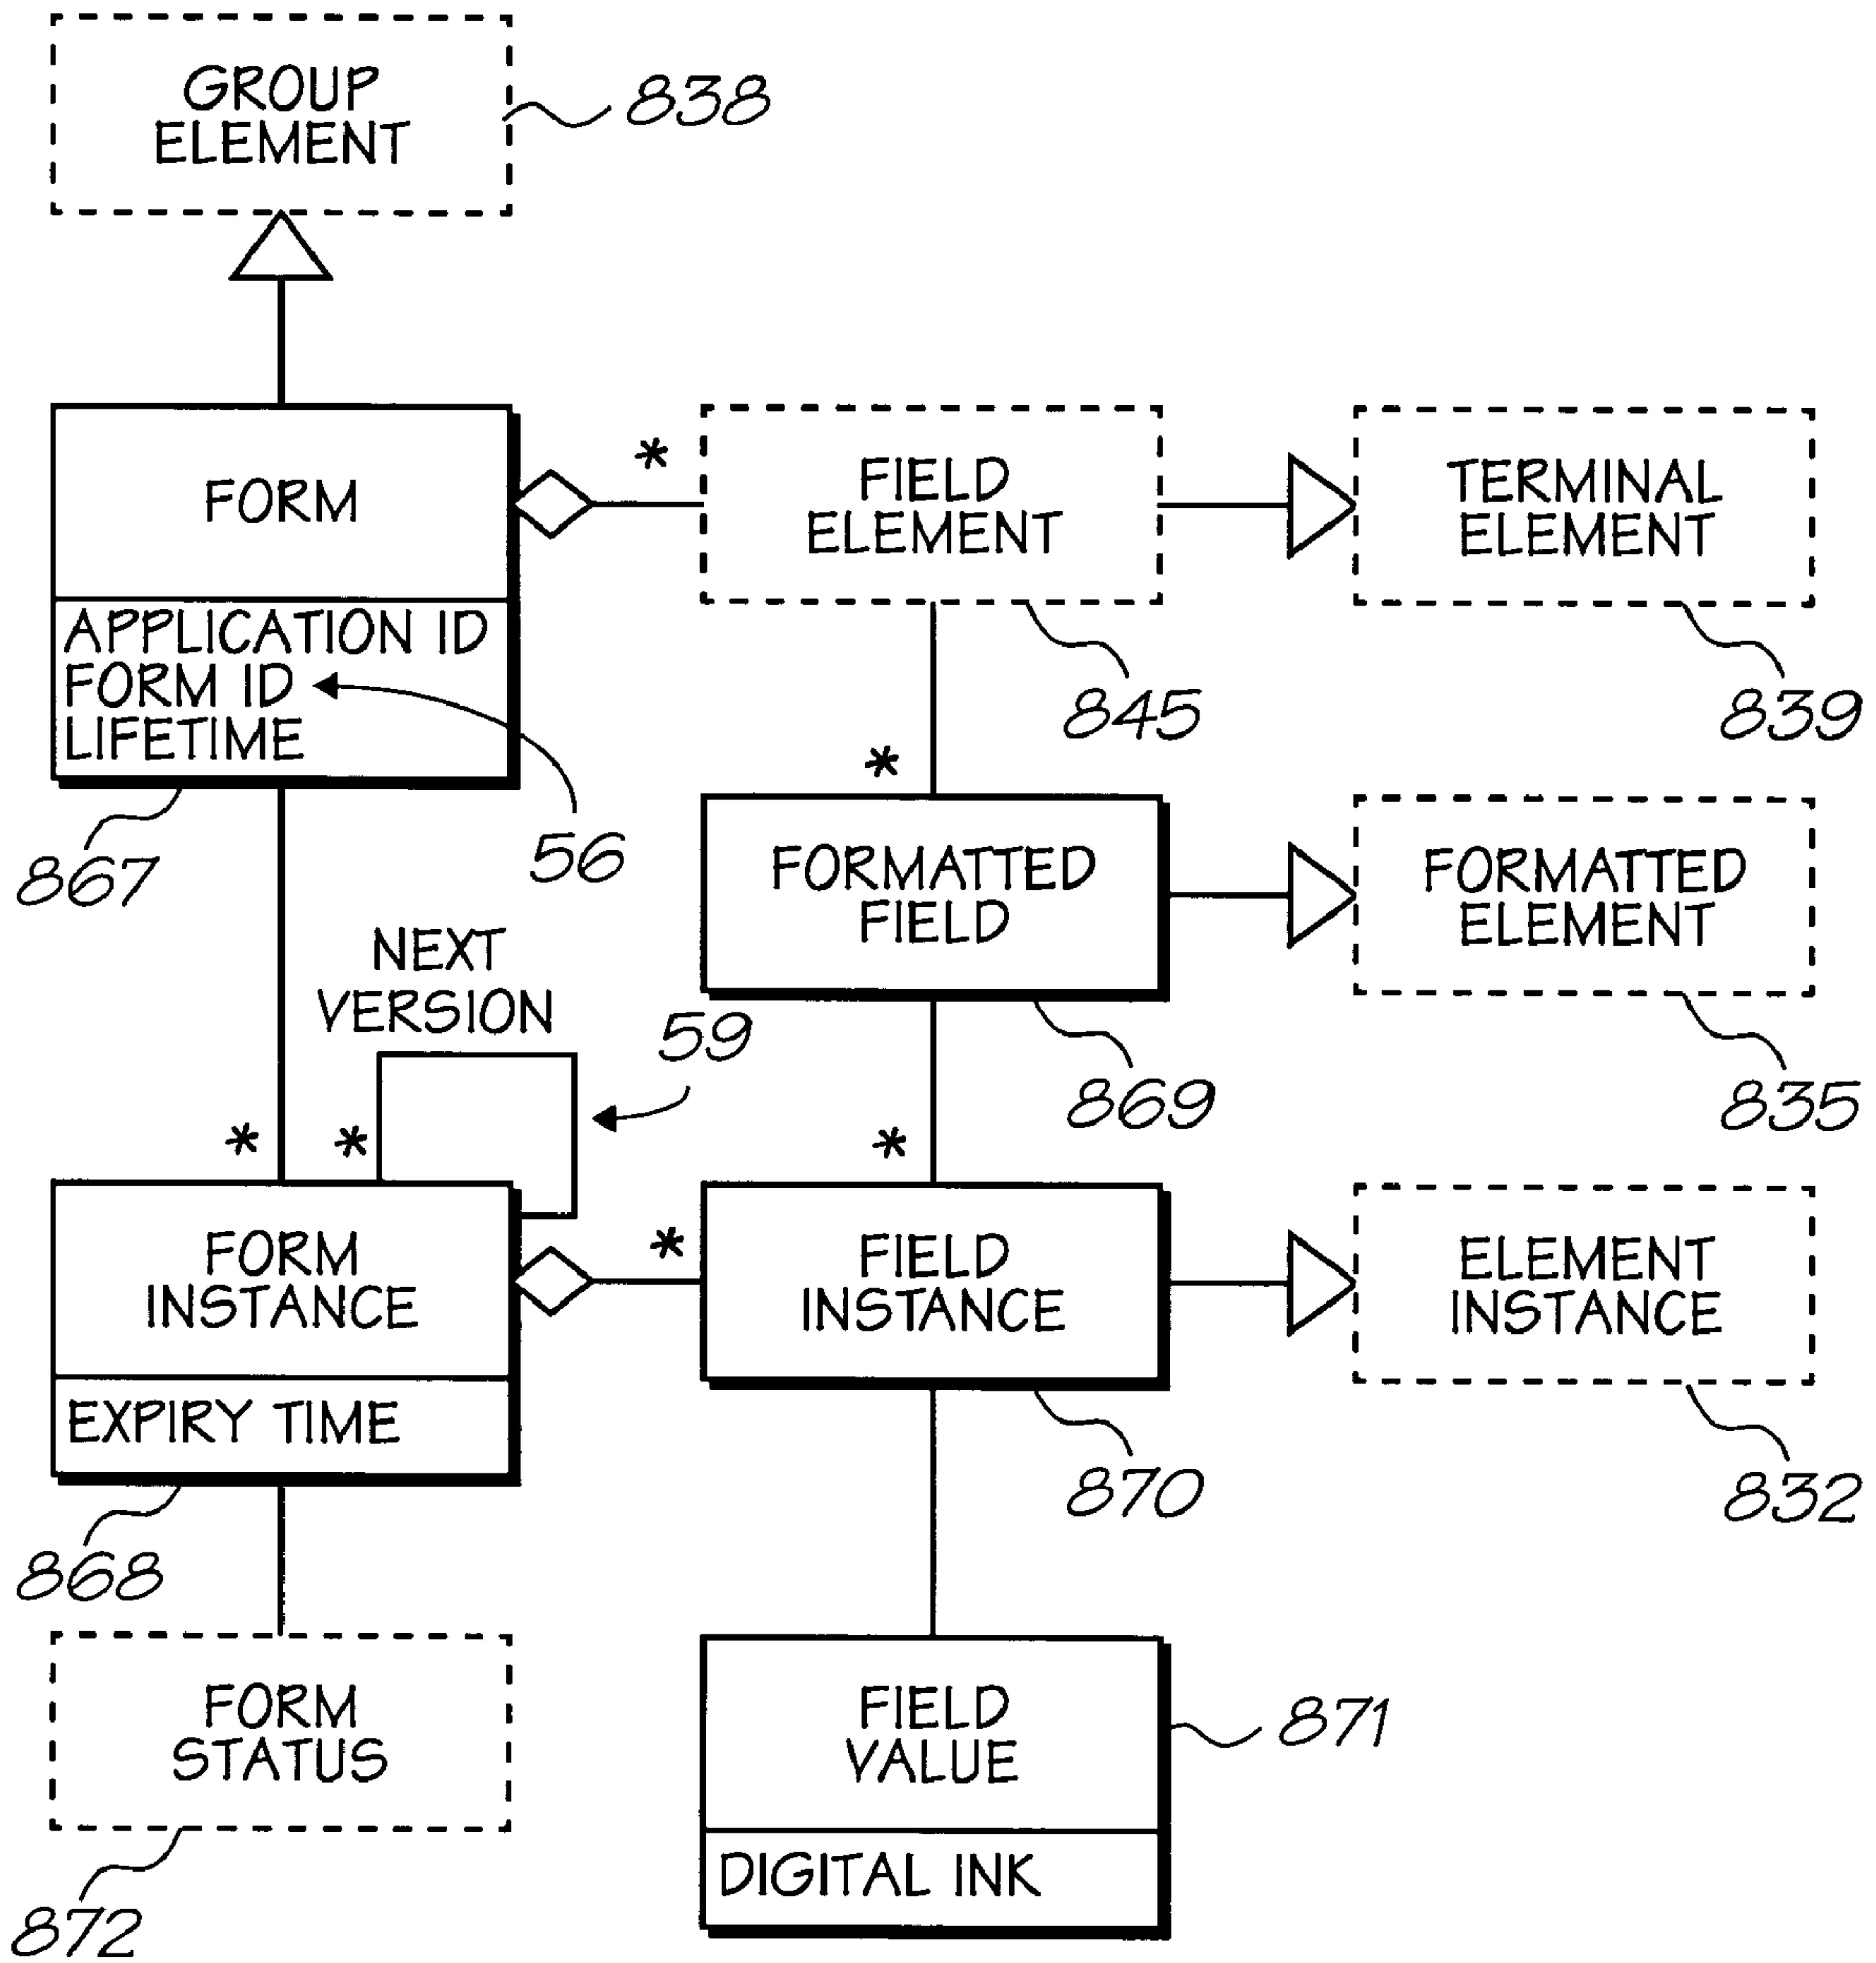 GROUP
ELEMENT
838
FORM
*
FIELD
ELEMENT
TERMINAL
ELEMENT
APPLICATION ID
FORM ID
LIFETIME
56
867
845
839
*
FORMATTED
FIELD
FORMATTED
ELEMENT
NEXT
VERSION
59
869
835
*
*
*
FORM
INSTANCE
*
FIELD
INSTANCE
ELEMENT
INSTANCE
EXPIRY TIME
868
870
832
FORM
STATUS
FIELD
VALUE
871
DIGITAL INK
872